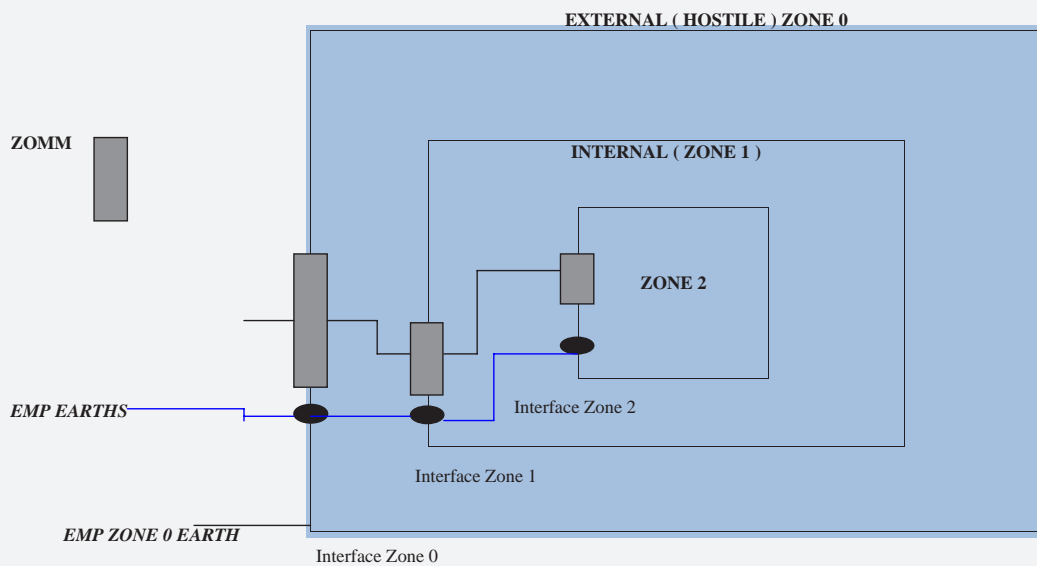 EXTERNAL ( HOSTILE ) ZONE 0
ZOMM
INTERNAL ( ZONE 1 )
ZONE 2
EMP EARTHS
Interface Zone 2
Interface Zone 1
EMP ZONE 0 EARTH
Interface Zone 0